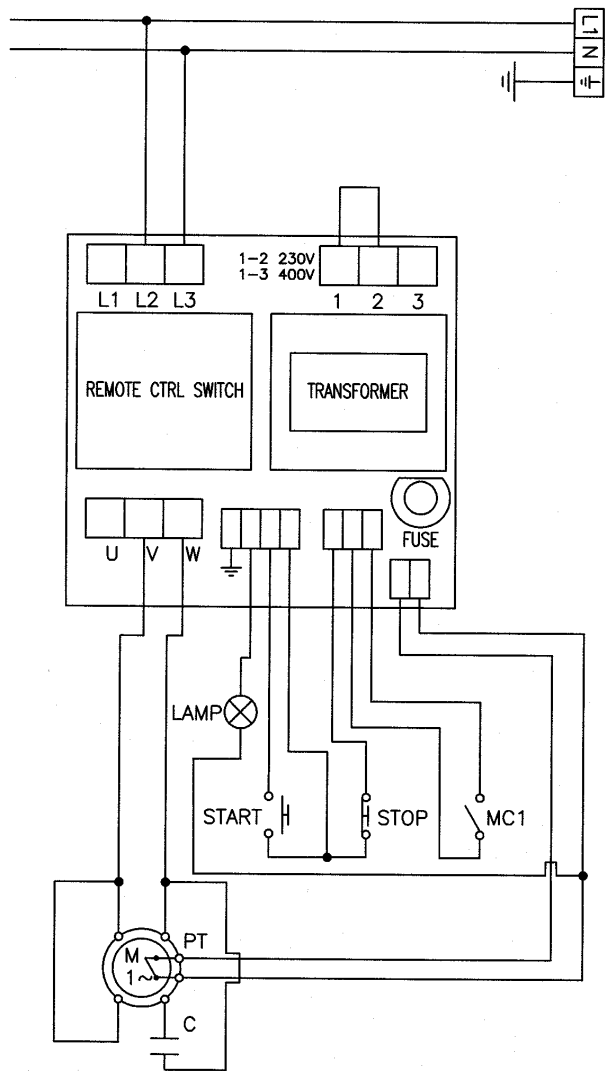 L1
N
1-2 230V
1-3 400V
L1 L2 L3
1 2 3
REMOTE CTRL SWITCH
TRANSFORMER
U V W
FUSE
LAMP
START
STOP
MC1
PT
M
1~
C